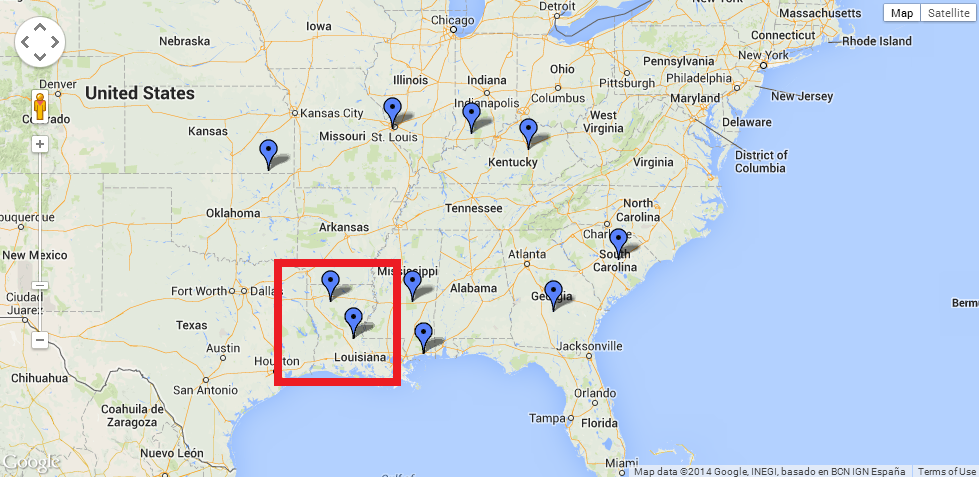 Detroit
Massachusetts
Map
Satellite
Chicago
Iowa
Connecticut
Rhode Island
Nebraska
New York
Pennsylvania
Ohio
Illinois
Indiana
Pittsburgh
Philadelphia
Denver
United States
Indianapolis
Columbus
Maryland
New Jersey
Kansas City
Colorado
Kansas
Missouri
St. Louis
West
Virginia
Delaware
Kentucky
Virginia
District of
Columbia
Oklahoma
Tennessee
North
Carolina
Arkansas
buquerque
New Mexico
Atlanta
South
Carolina
Mississippi
Fort Worth
Dallas
Alabama
Georgia
Ciudad
Juarez
Texas
Austin
Houston
Louisiana
Jacksonville
Chihuahua
San Antonio
Orlando
Coahuila de
Zaragoza
Tampa
Florida
Nuevo León
Miami
Google
Map data ©2014 Google, INEGI, basado en BCN IGN España
Terms of Use